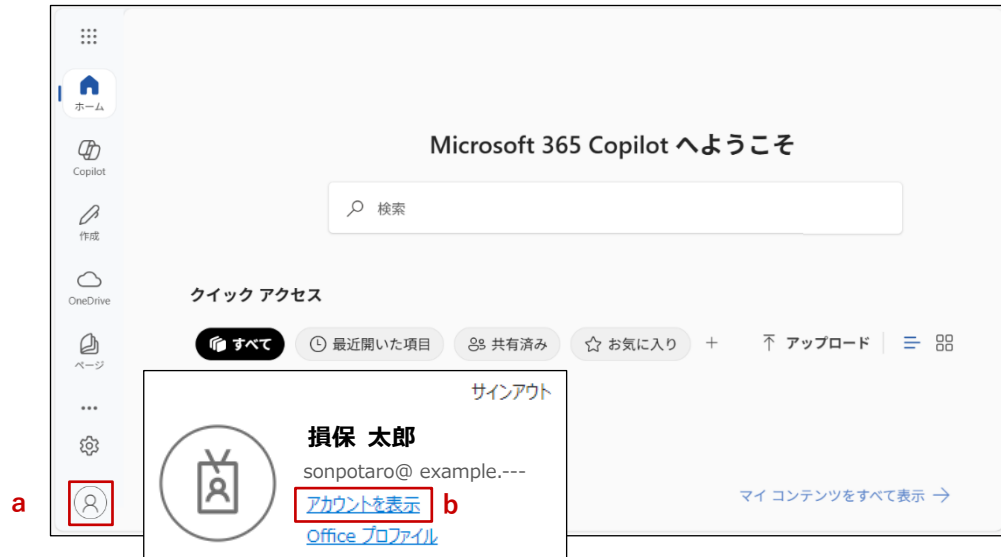 ホーム
Copilot
作成
OneDrive
ページ
a
Microsoft 365 Copilot へようこそ
検索
クイック アクセス
すべて 最近開いた項目 共有済み お気に入り + アップロード
サインアウト
損保 太郎
sonpotaro@ example.---
アカウントを表示 b
Office プロファイル
マイ コンテンツをすべて表示 →